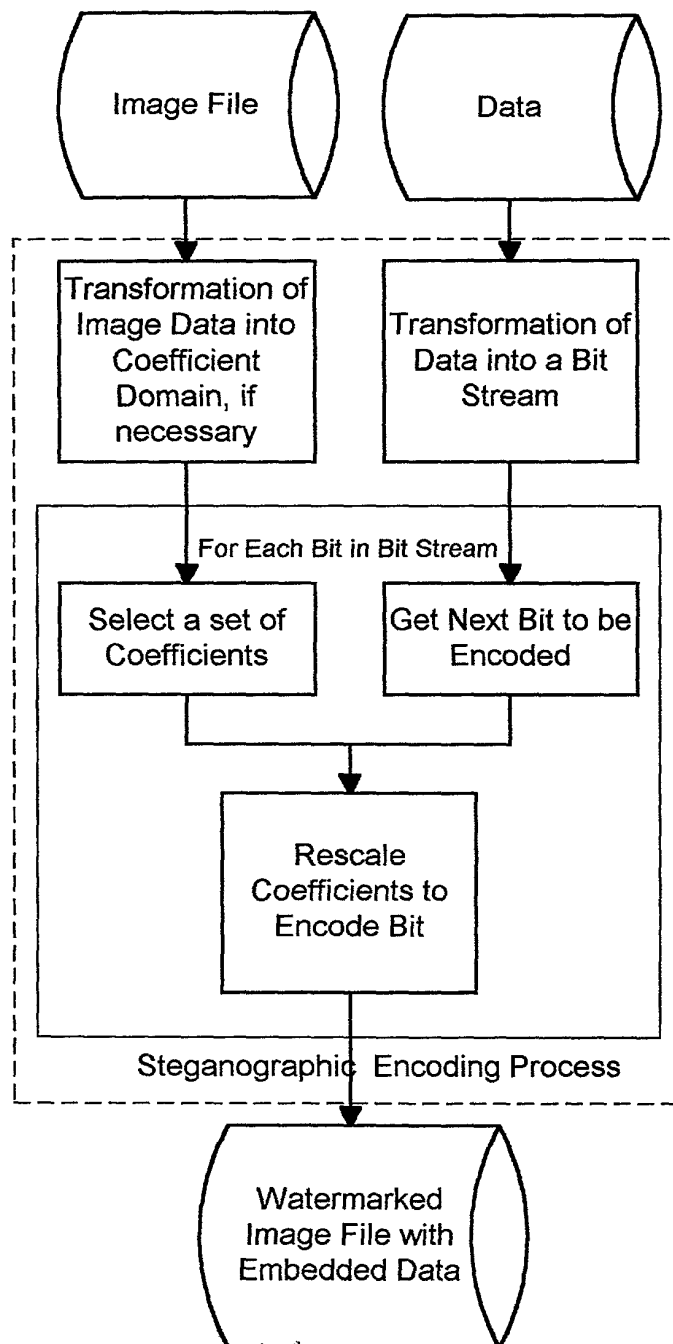 Image File
Data
Transformation of
Image Data into
Coefficient
Domain, if
necessary
Transformation of
Data into a Bit
Stream
For Each Bit in Bit Stream
Select a set of
Coefficients
Get Next Bit to be
Encoded
Rescale
Coefficients to
Encode Bit
Steganographic Encoding Process
Watermarked
Image File with
Embedded Data